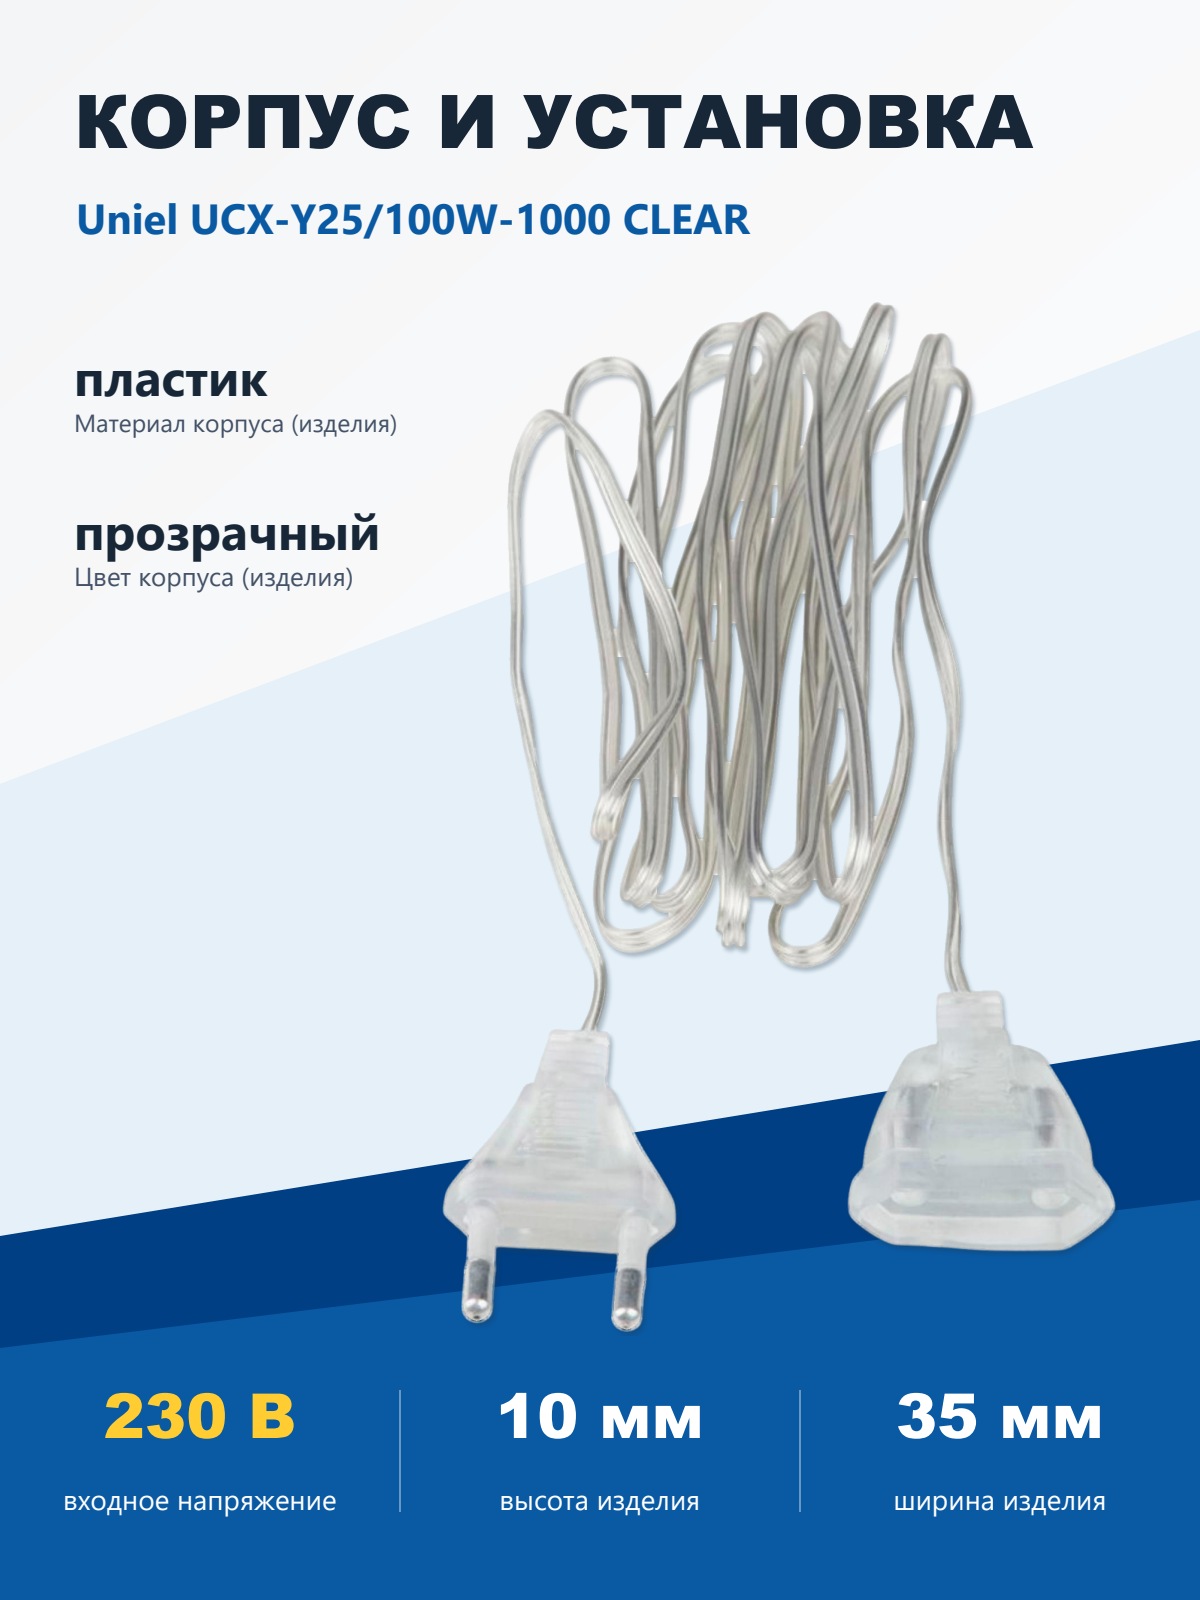 КОРПУС И УСТАНОВКА
Uniel UCX-Y25/100W-1000 CLEAR
пластик
Материал корпуса (изделия)
прозрачный
Цвет корпуса (изделия)
230 В
входное напряжение
10 мм
высота изделия
35 мм
ширина изделия